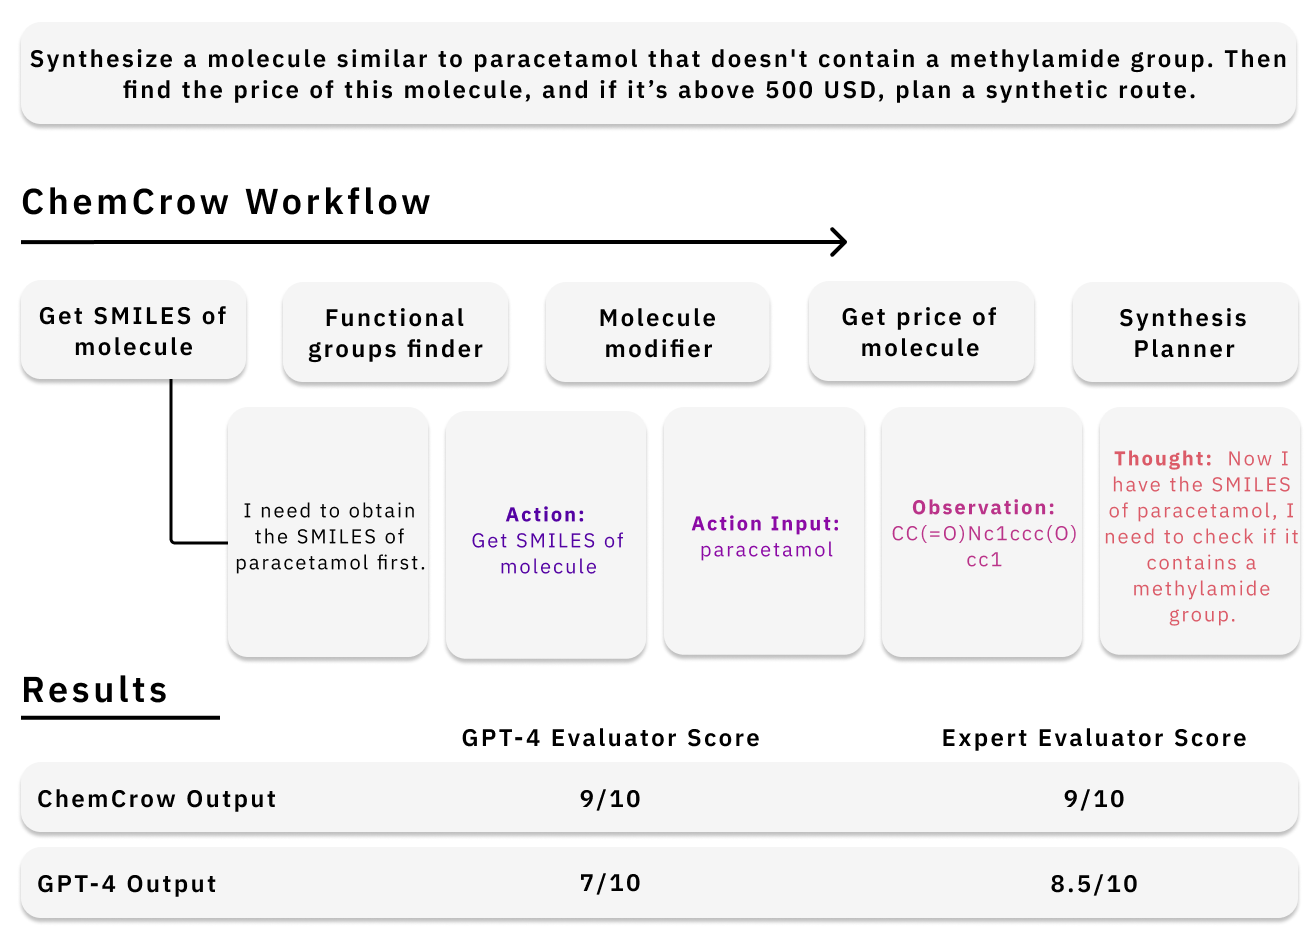 Synthesize a molecule similar to paracetamol that doesn't contain a methylamide group. Then
find the price of this molecule, and if it’s above 500 USD, plan a synthetic route.
ChemCrow Workflow
Get SMILES of
molecule
Functional
groups finder
Molecule
modifier
Get price of
molecule
Synthesis
Planner
I need to obtain
the SMILES of
paracetamol first.
Action:
Get SMILES of
molecule
Action Input:
paracetamol
Observation:
CC(=O)Nc1ccc(O)
cc1
Thought: Now I
have the SMILES
of paracetamol, I
need to check if it
contains a
methylamide
group.
Results
GPT-4 Evaluator Score
Expert Evaluator Score
ChemCrow Output
9/10
9/10
GPT-4 Output
7/10
8.5/10